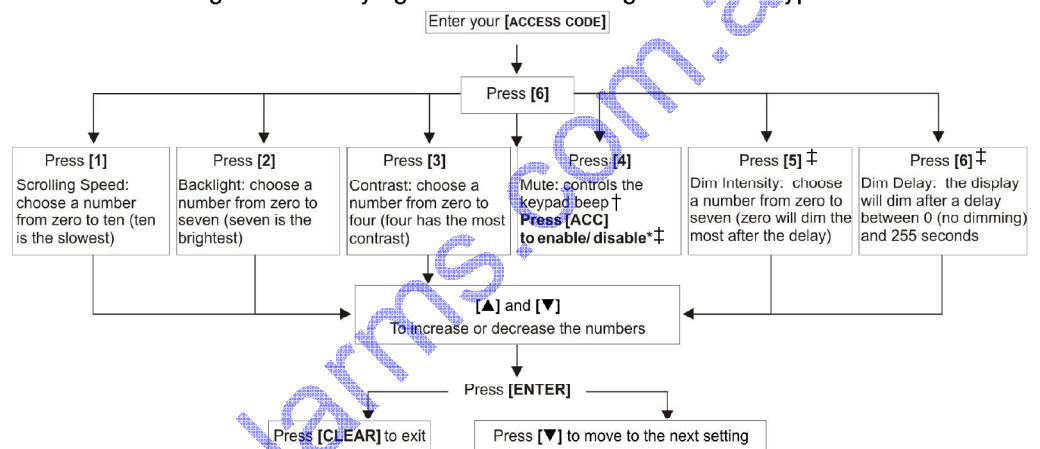 Enter your [ACCESS CODE]
Press [6]
Press [1]
Scrolling Speed:
choose a number
from zero to ten (ten
is the slowest)
Press [2]
Backlight: choose a
number from zero to
seven (seven is the
brightest)
Press [3]
Contrast: choose a
number from zero to
four (four has the most
contrast)
Press [4]
Mute: controls the
keypad beep †
Press [ACC]
to enable/ disable*‡
Press [5] ‡
Dim Intensity: choose
a number from zero to
seven (zero will dim the
most after the delay)
Press [6] ‡
Dim Delay: the display
will dim after a delay
between 0 (no dimming)
and 255 seconds
[▲] and [▼]
To increase or decrease the numbers
Press [ENTER]
Press [CLEAR] to exit
Press [▼] to move to the next setting
larms.com.a